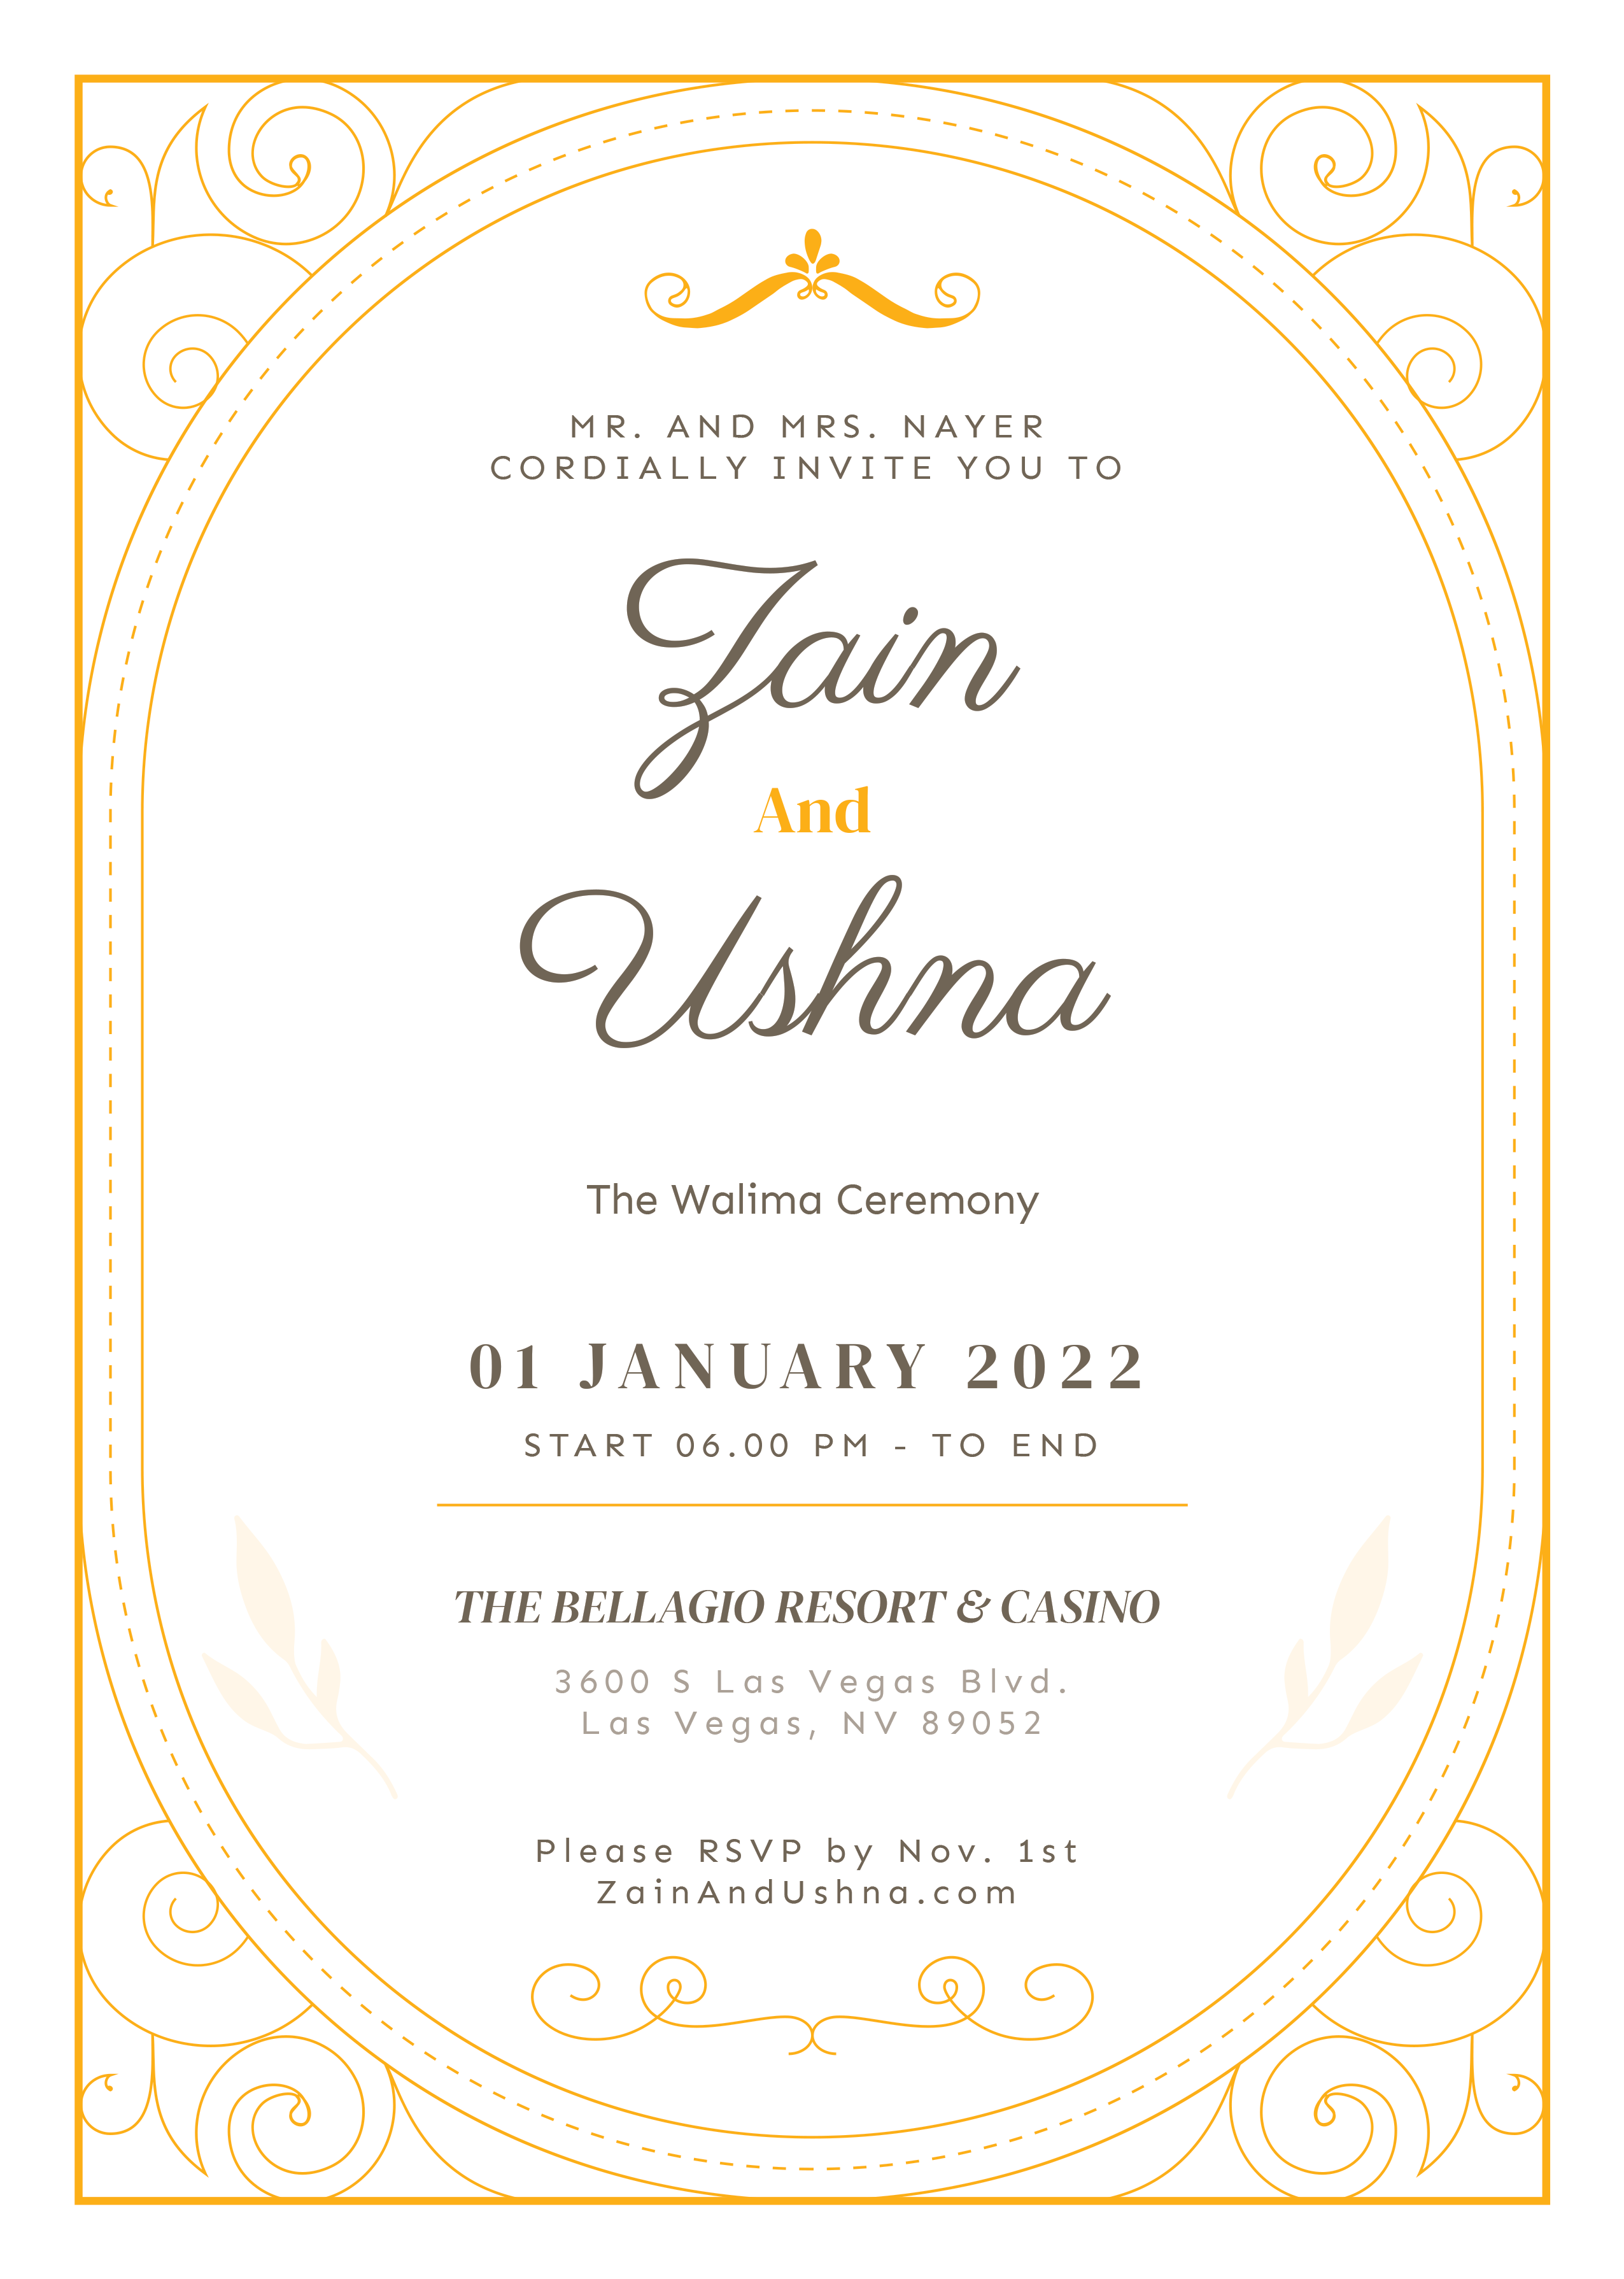 MR. AND MRS. NAYER
CORDIALLY INVITE YOU TO
Zain
And
Ushna
The Walima Ceremony
01 JANUARY 2022
START 06.00 PM - TO END
THE BELLAGIO RESORT & CASINO
3600 S Las Vegas Blvd.
Las Vegas, NV 89052
Please RSVP by Nov. 1st
ZainAndUshna.com